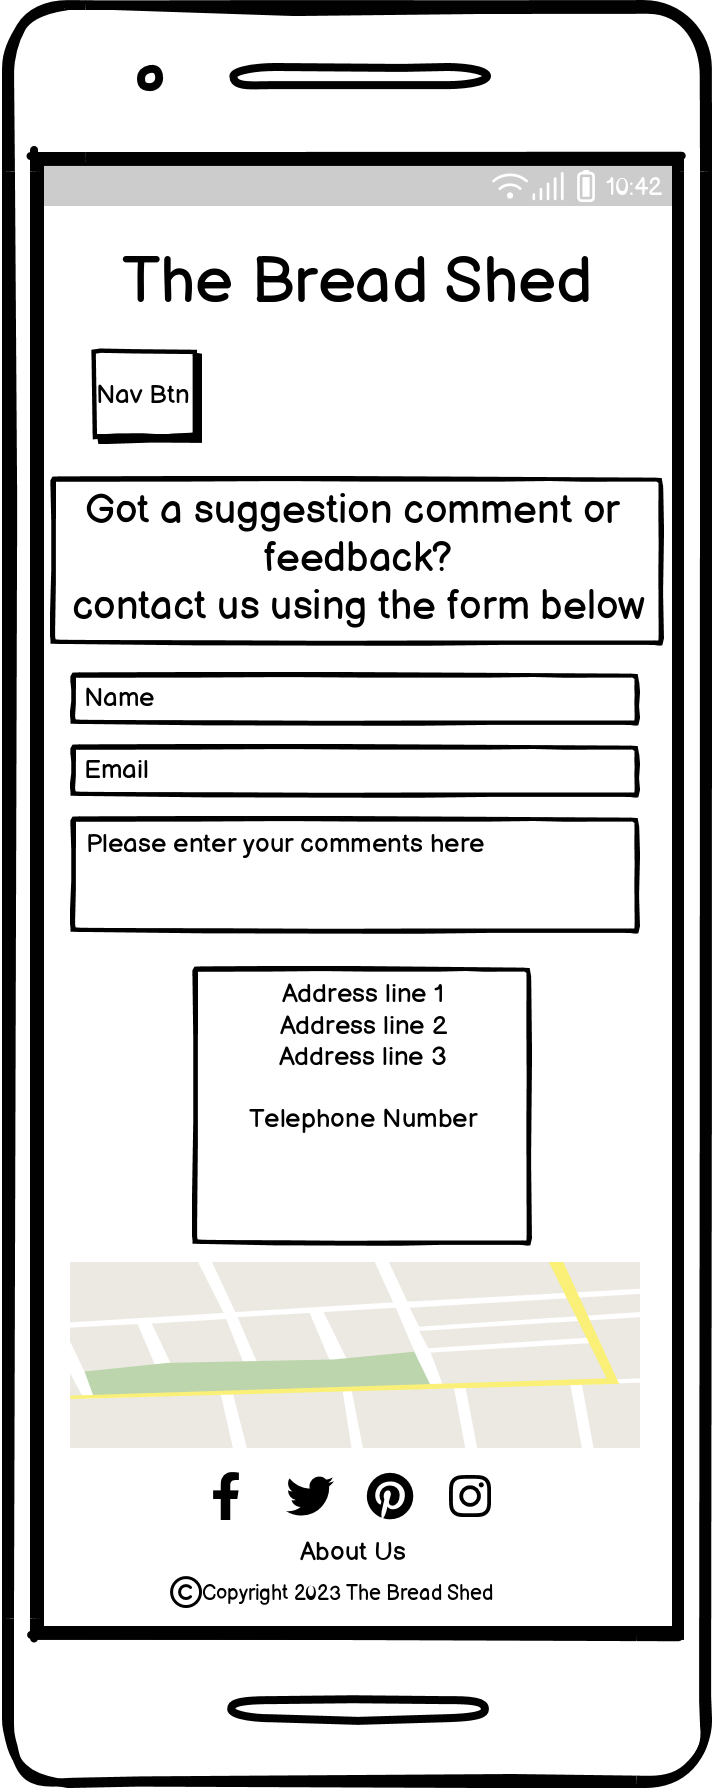 10:42
The Bread Shed
Nav Btn
Got a suggestion comment or
feedback?
contact us using the form below
Name
Email
Please enter your comments here
Address line 1
Address line 2
Address line 3
Telephone Number
About Us
©Copyright 2023 The Bread Shed